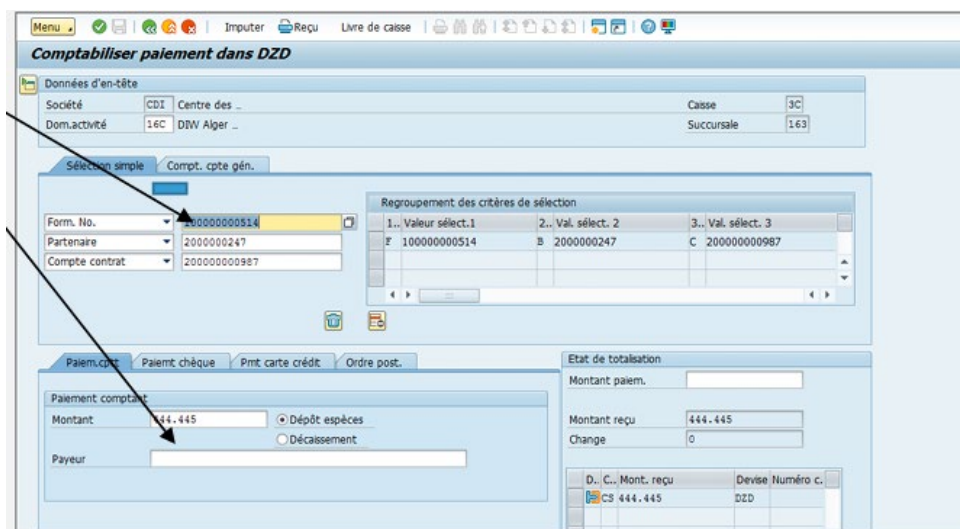 Menu Imputer Reçu Livre de caisse
Comptabiliser paiement dans DZD
Données d'en-tête
Société CDI Centre des _ Caisse 3C
Dom.activité 16C DIW Alger _ Succursale 163
Sélection simple Compt. cpte gén.
Regroupement des critères de sélection
Form. No. 100000000514 1.. Valeur sélect.1 2.. Val. sélect. 2 3.. Val. sélect. 3
Partenaire 2000000247 F 100000000514 B 2000000247 C 200000000987
Compte contrat 200000000987
Paiem.cptt Paiemt chèque Pmt carte crédit Ordre post. Etat de totalisation
Montant paiem.
Paiement comptant
Montant 444.445 Dépôt espèces Montant reçu 444.445
Décaissement Change 0
Payeur
D.. C.. Mont. reçu Devise Numéro c.
CS 444.445 DZD